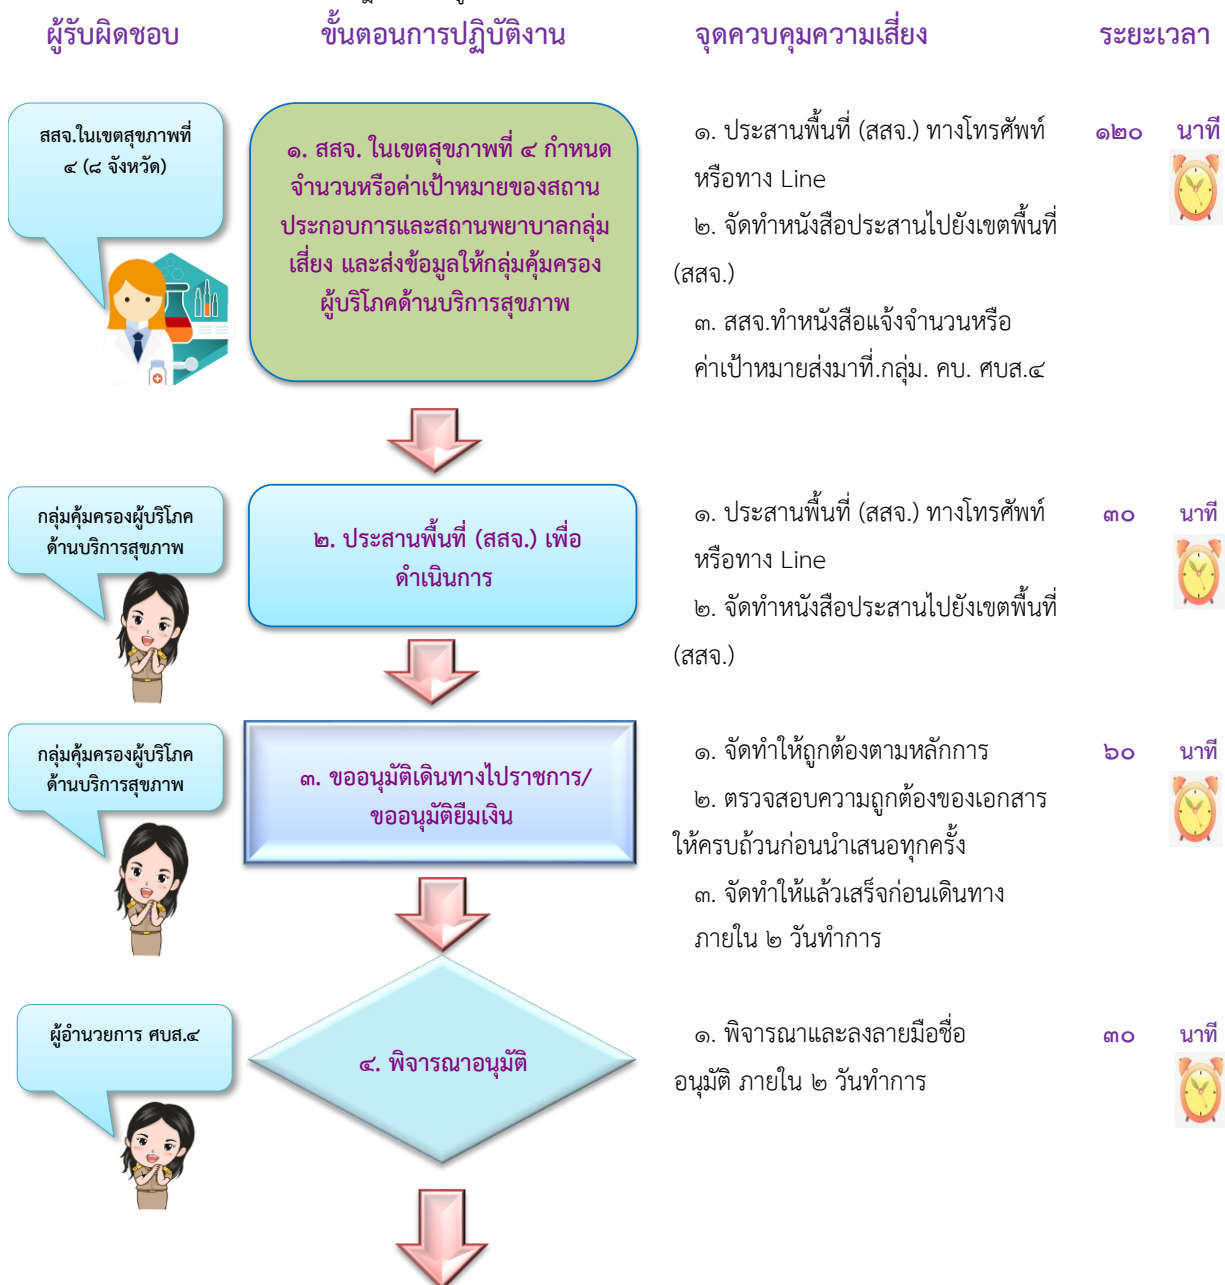 ผู้รับผิดชอบ ขั้นตอนการปฏิบัติงาน จุดควบคุมความเสี่ยง ระยะเวลา
สสจ.ในเขตสุขภาพที่
๔ (๘ จังหวัด)
๑. สสจ. ในเขตสุขภาพที่ ๔ กำหนด
จำนวนหรือค่าเป้าหมายของสถาน
ประกอบการและสถานพยาบาลกลุ่ม
เสี่ยง และส่งข้อมูลให้กลุ่มคุ้มครอง
ผู้บริโภคด้านบริการสุขภาพ
๑. ประสานพื้นที่ (สสจ.) ทางโทรศัพท์
หรือทาง Line
๒. จัดทำหนังสือประสานไปยังเขตพื้นที่
(สสจ.)
๓. สสจ.ทำหนังสือแจ้งจำนวนหรือ
ค่าเป้าหมายส่งมาที่.กลุ่ม. คบ. ศบส.๔
๑๒๐ นาที
กลุ่มคุ้มครองผู้บริโภค
ด้านบริการสุขภาพ
๒. ประสานพื้นที่ (สสจ.) เพื่อ
ดำเนินการ
๑. ประสานพื้นที่ (สสจ.) ทางโทรศัพท์
หรือทาง Line
๒. จัดทำหนังสือประสานไปยังเขตพื้นที่
(สสจ.)
๓๐ นาที
กลุ่มคุ้มครองผู้บริโภค
ด้านบริการสุขภาพ
๓. ขออนุมัติเดินทางไปราชการ/
ขออนุมัติยืมเงิน
๑. จัดทำให้ถูกต้องตามหลักการ
๒. ตรวจสอบความถูกต้องของเอกสาร
ให้ครบถ้วนก่อนนำเสนอทุกครั้ง
๓. จัดทำให้แล้วเสร็จก่อนเดินทาง
ภายใน ๒ วันทำการ
๖๐ นาที
ผู้อำนวยการ ศบส.๔
๔. พิจารณาอนุมัติ
๑. พิจารณาและลงลายมือชื่อ
อนุมัติ ภายใน ๒ วันทำการ
๓๐ นาที